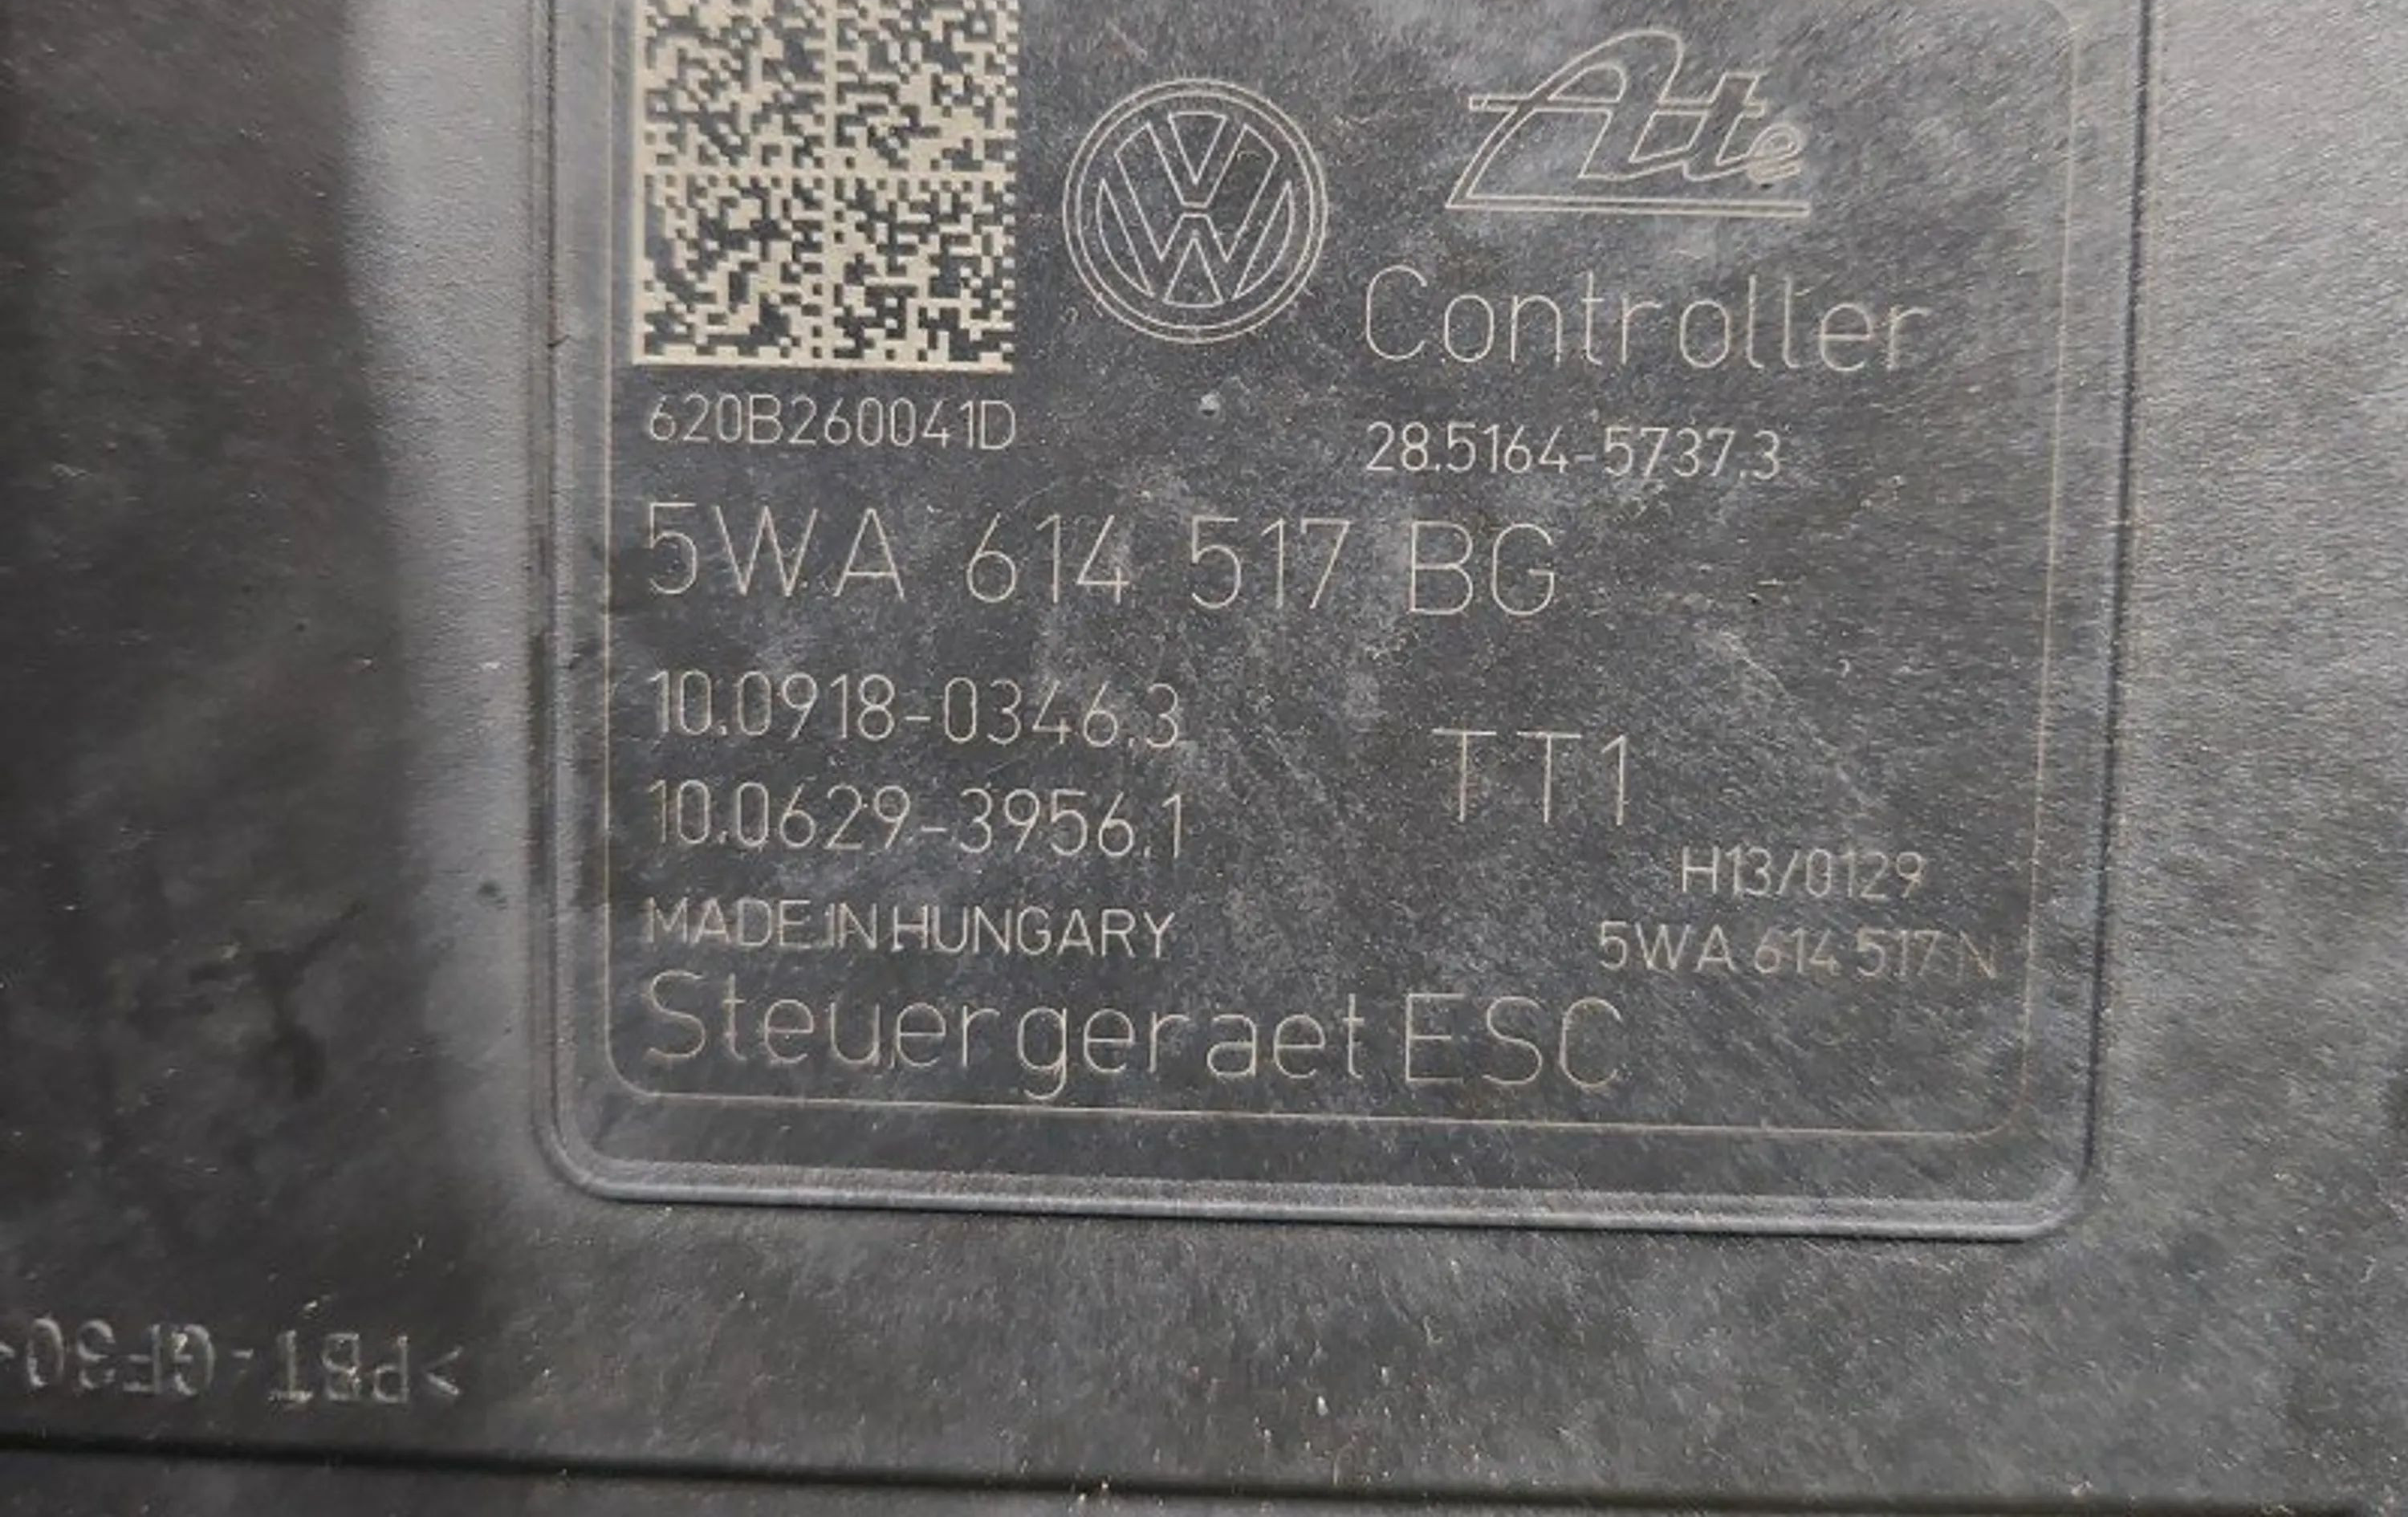 Ate
Controller
620B260041D
28.5164-5737.3
5WA 614 517 BG
10.0918-0346.3
10.0629-3956.1
TT1
H13/0129
MADE IN HUNGARY
5WA 614 517 N
Steuergeraet ESC
>PBT-GF30<